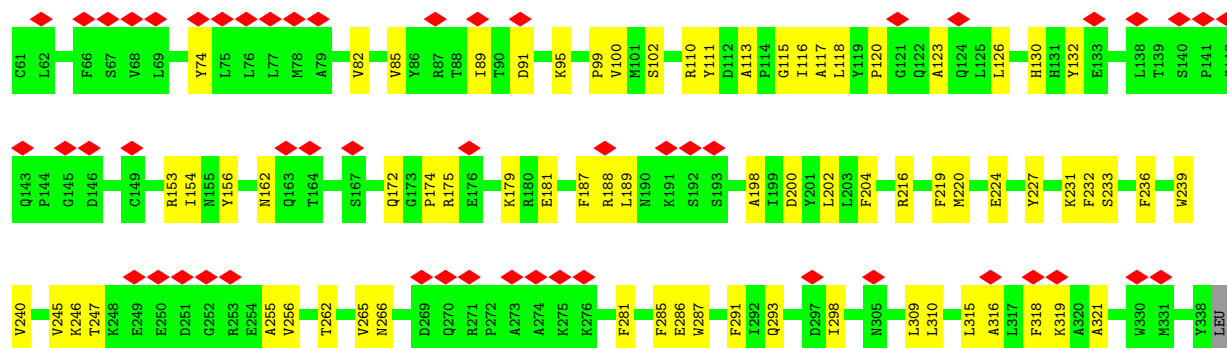 C61 L62 F66 S67 V68 L69 Y74 L75 L76 L77 M78 A79 V82 V85 Y86 R87 T88 I89 T90 D91 K95 P99 V100 M101 S102 R110 Y111 D112 A113 P114 G115 I116 A117 L118 Y119 P120 G121 Q122 A123 Q124 L125 L126 H130 H131 Y132 E133 L138 T139 S140 P141
Q143 P144 G145 D146 C149 R153 I154 N155 Y156 N162 Q163 T164 S167 Q172 G173 P174 R175 E176 K179 R180 E181 F187 R188 L189 N190 K191 S192 S193 A198 I199 D200 Y201 L202 L203 F204 R216 F219 M220 E224 Y227 K231 F232 S233 F236 W239
V240 V245 K246 T247 K248 E249 E250 D251 G252 R253 E254 A255 V256 T262 V265 N266 D269 Q270 R271 P272 A273 A274 K275 K276 F281 F285 E286 W287 F291 I292 Q293 D297 I298 N305 L309 L310 L315 A316 L317 F318 K319 A320 A321 W330 M331 Y338 LEU